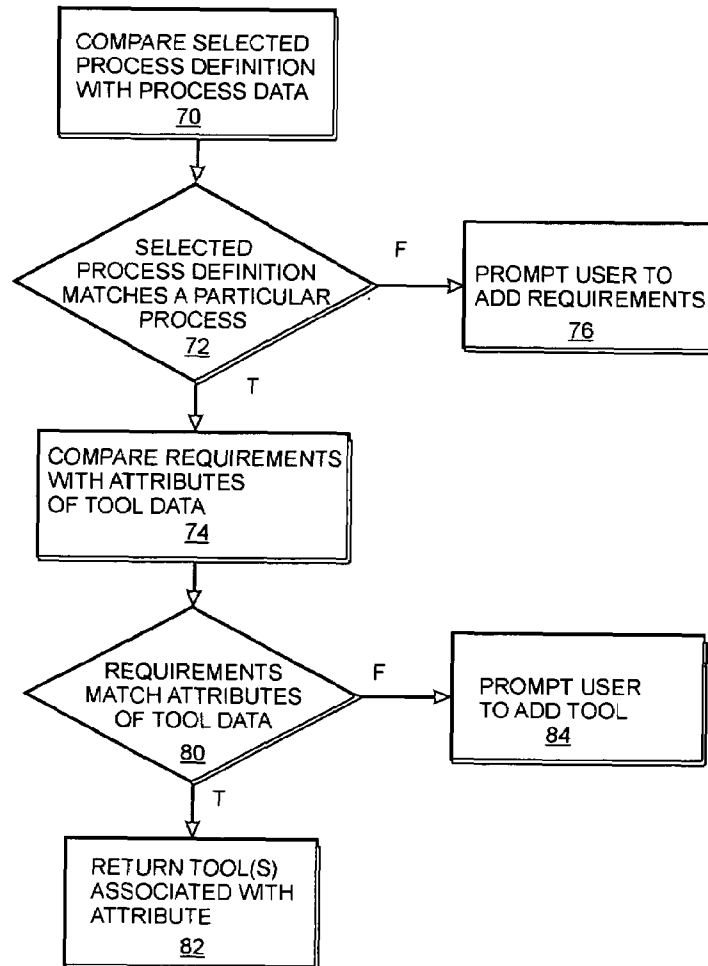 COMPARE SELECTED
PROCESS DEFINITION
WITH PROCESS DATA
70
SELECTED
PROCESS DEFINITION
MATCHES A PARTICULAR
PROCESS
72
F
PROMPT USER TO
ADD REQUIREMENTS
76
T
COMPARE REQUIREMENTS
WITH ATTRIBUTES
OF TOOL DATA
74
REQUIREMENTS
MATCH ATTRIBUTES
OF TOOL DATA
80
F
PROMPT USER
TO ADD TOOL
84
T
RETURN TOOL(S)
ASSOCIATED WITH
ATTRIBUTE
82